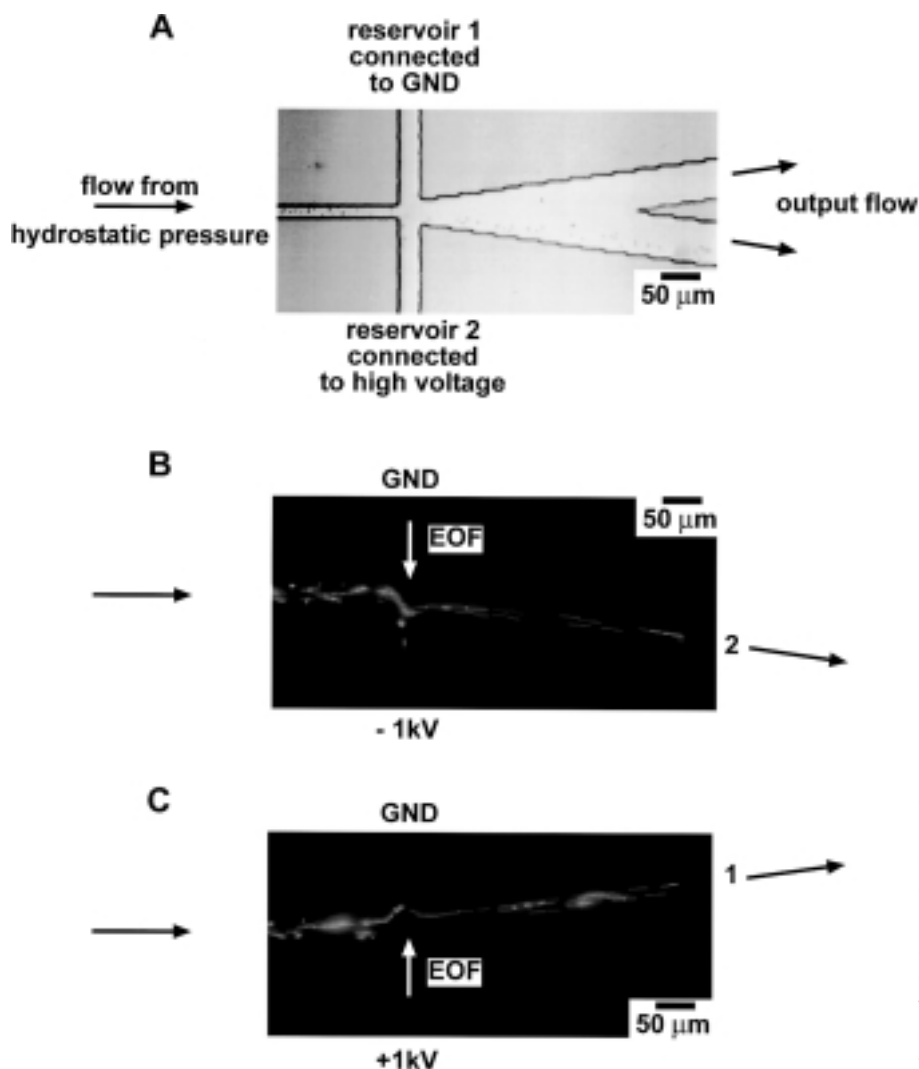 A
reservoir 1
connected
to GND
flow from
hydrostatic pressure
output flow
50 μm
reservoir 2
connected
to high voltage
B
GND
50 μm
EOF
2
- 1kV
C
GND
1
EOF
50 μm
+1kV